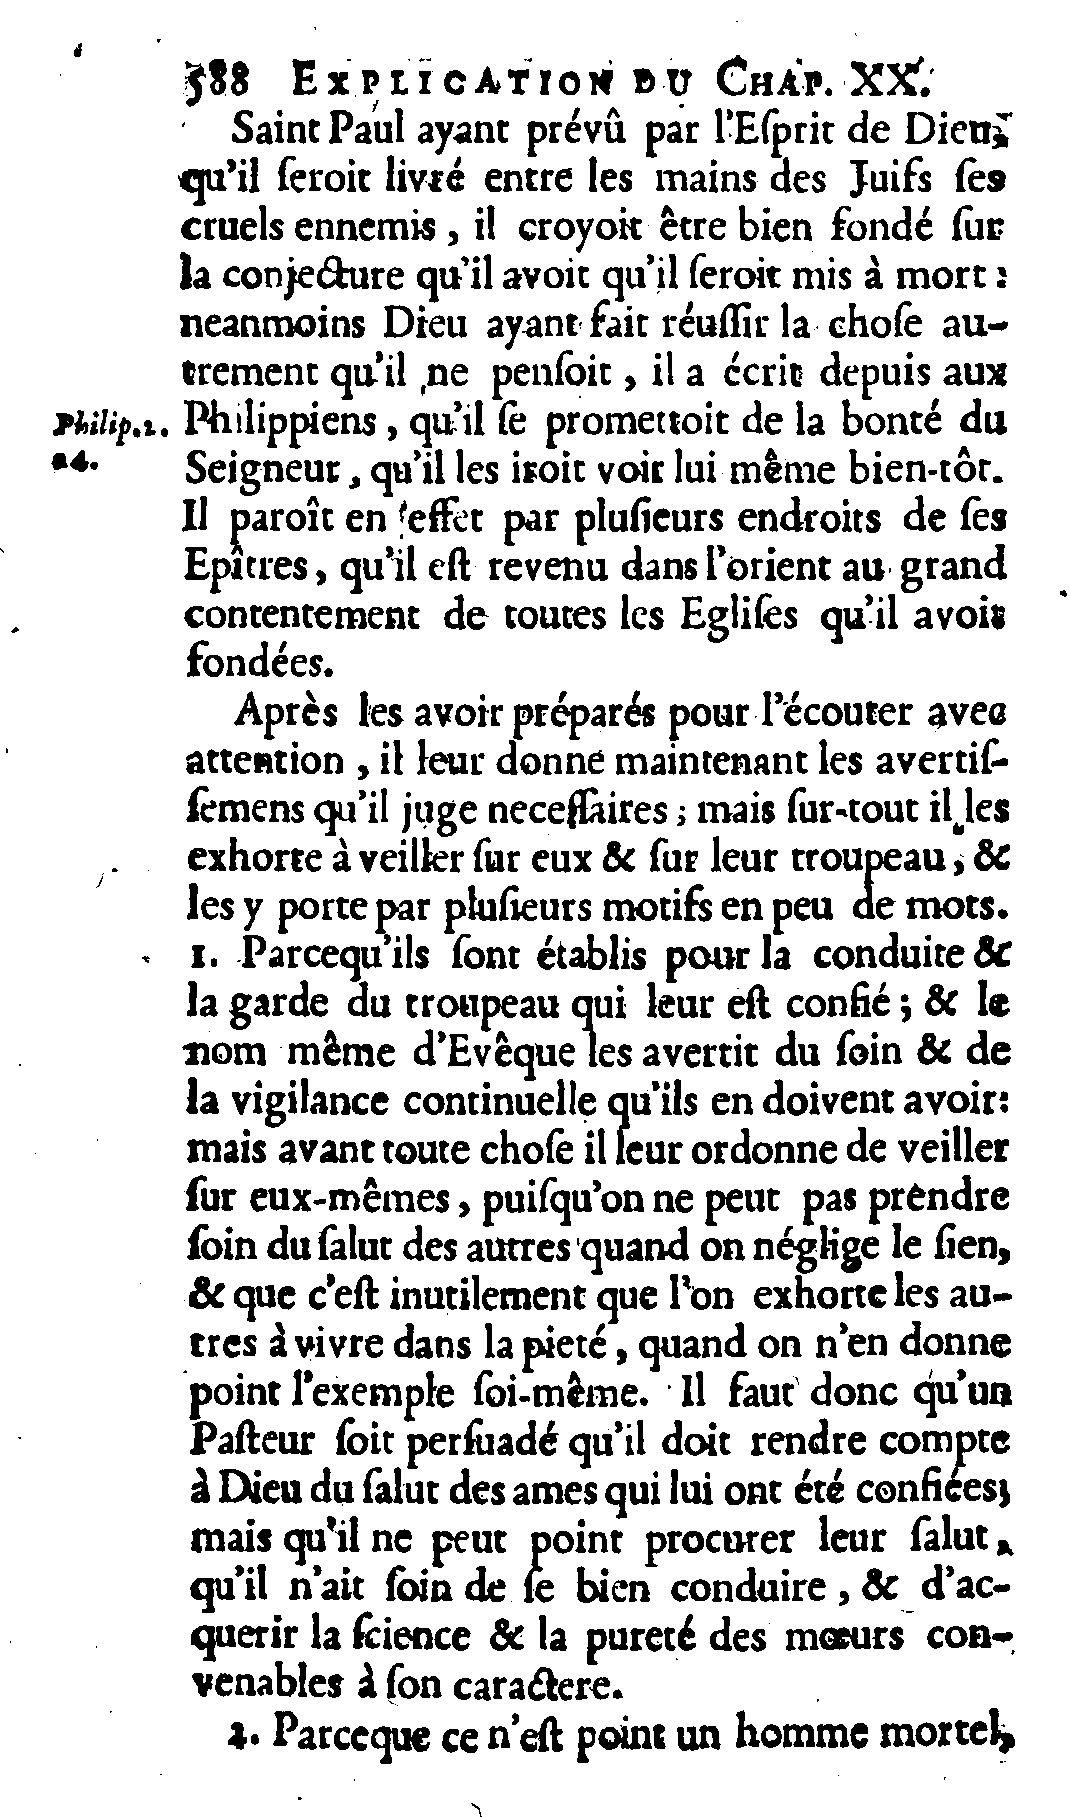 588 EXPLICATION DU CHAP. XX.
Saint Paul ayant prévû par l'Eſprit de Dieu,
qu'il ſeroit livré entre les mains des Juifs ſes
cruels ennemis, il croyoit être bien fondé ſur
la conjecture qu'il avoit qu'il ſeroit mis à mort:
neanmoins Dieu ayant fait réuſſir la choſe au-
trement qu'il ne penſoit, il a écrit depuis aux
Philip. 2. Philippiens, qu'il ſe promettoit de la bonté du
24. Seigneur, qu'il les iroit voir lui même bien-tôt.
Il paroît en effet par pluſieurs endroits de ſes
Epîtres, qu'il eſt revenu dans l'orient au grand
contentement de toutes les Egliſes qu'il avoit
fondées.
Après les avoir préparés pour l'écouter avec
attention, il leur donne maintenant les avertiſ-
ſemens qu'il juge neceſſaires; mais ſur-tout il les
exhorte à veiller ſur eux & ſur leur troupeau, &
les y porte par pluſieurs motifs en peu de mots.
1. Parcequ'ils ſont établis pour la conduite &
la garde du troupeau qui leur eſt confié; & le
nom même d'Evêque les avertit du ſoin & de
la vigilance continuelle qu'ils en doivent avoir:
mais avant toute choſe il leur ordonne de veiller
ſur eux-mêmes, puiſqu'on ne peut pas prendre
ſoin du ſalut des autres quand on néglige le ſien,
& que c'eſt inutilement que l'on exhorte les au-
tres à vivre dans la pieté, quand on n'en donne
point l'exemple ſoi-même. Il faut donc qu'un
Paſteur ſoit perſuadé qu'il doit rendre compte
à Dieu du ſalut des ames qui lui ont été confiées;
mais qu'il ne peut point procurer leur ſalut,
qu'il n'ait ſoin de ſe bien conduire, & d'ac-
querir la ſcience & la pureté des mœurs con-
venables à ſon caractere.
2. Parceque ce n'eſt point un homme mortel,